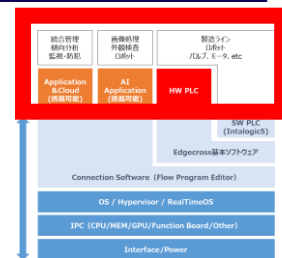 統合管理
傾向分析
監視・防犯
画像処理
外観検査
ロボット
製造ライン
ロボット
バルブ、モータ、etc
Application
&Cloud
(搭載可能)
AI
Application
(搭載可能)
HW PLC
SW PLC
(Intalogic5)
Edgecross基本ソフトウェア
Connection Software (Flow Program Editor)
OS / Hypervisor / RealTimeOS
IPC (CPU/MEM/GPU/Function Board/Other)
Interface/Power